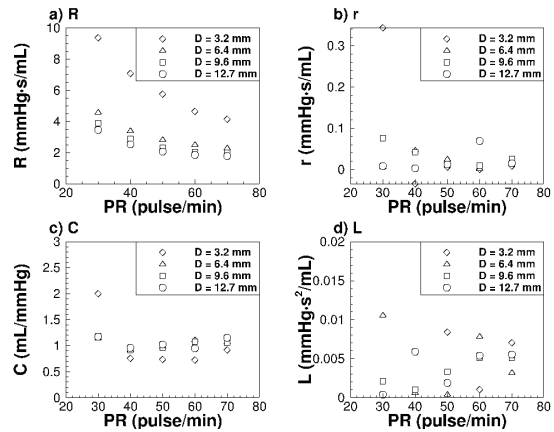 a) R
D = 3.2 mm
D = 6.4 mm
D = 9.6 mm
D = 12.7 mm
10
8
6
4
2
0
R (mmHg·s/mL)
20 30 40 50 60 70 80
PR (pulse/min)
b) r
D = 3.2 mm
D = 6.4 mm
D = 9.6 mm
D = 12.7 mm
0.3
0.2
0.1
0
r (mmHg·s/mL)
20 30 40 50 60 70 80
PR (pulse/min)
c) C
D = 3.2 mm
D = 6.4 mm
D = 9.6 mm
D = 12.7 mm
3
2.5
2
1.5
1
0.5
0
C (mL/mmHg)
20 30 40 50 60 70 80
PR (pulse/min)
d) L
D = 3.2 mm
D = 6.4 mm
D = 9.6 mm
D = 12.7 mm
0.02
0.015
0.01
0.005
0
L (mmHg·s²/mL)
20 30 40 50 60 70 80
PR (pulse/min)